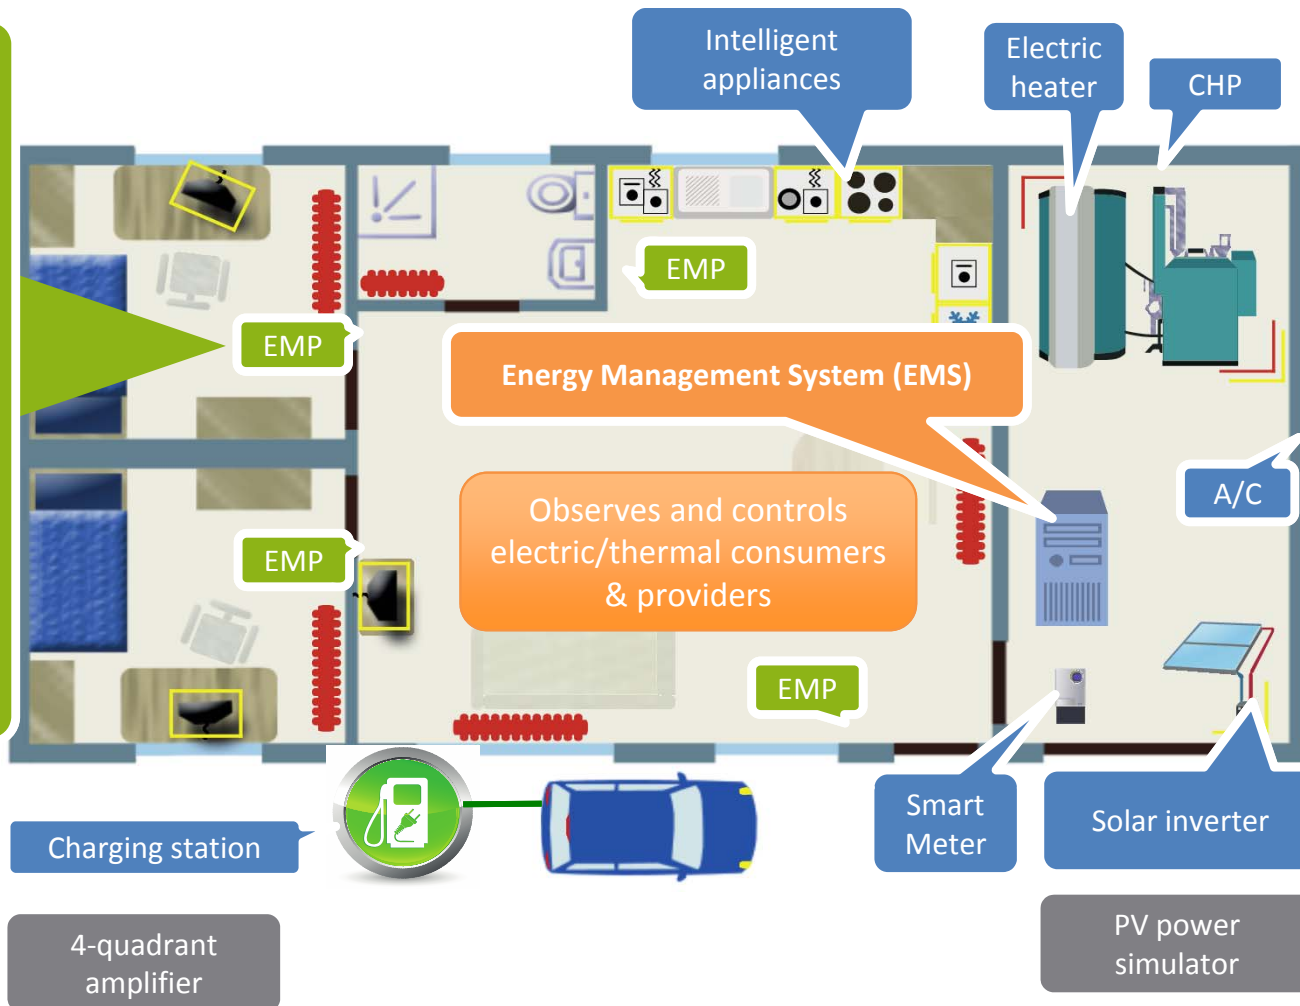 Intelligent
appliances
Electric
heater
CHP
EMP
EMP
Energy Management System (EMS)
A/C
Observes and controls
electric/thermal consumers
& providers
EMP
EMP
Smart
Meter
Solar inverter
Charging station
4-quadrant
amplifier
PV power
simulator